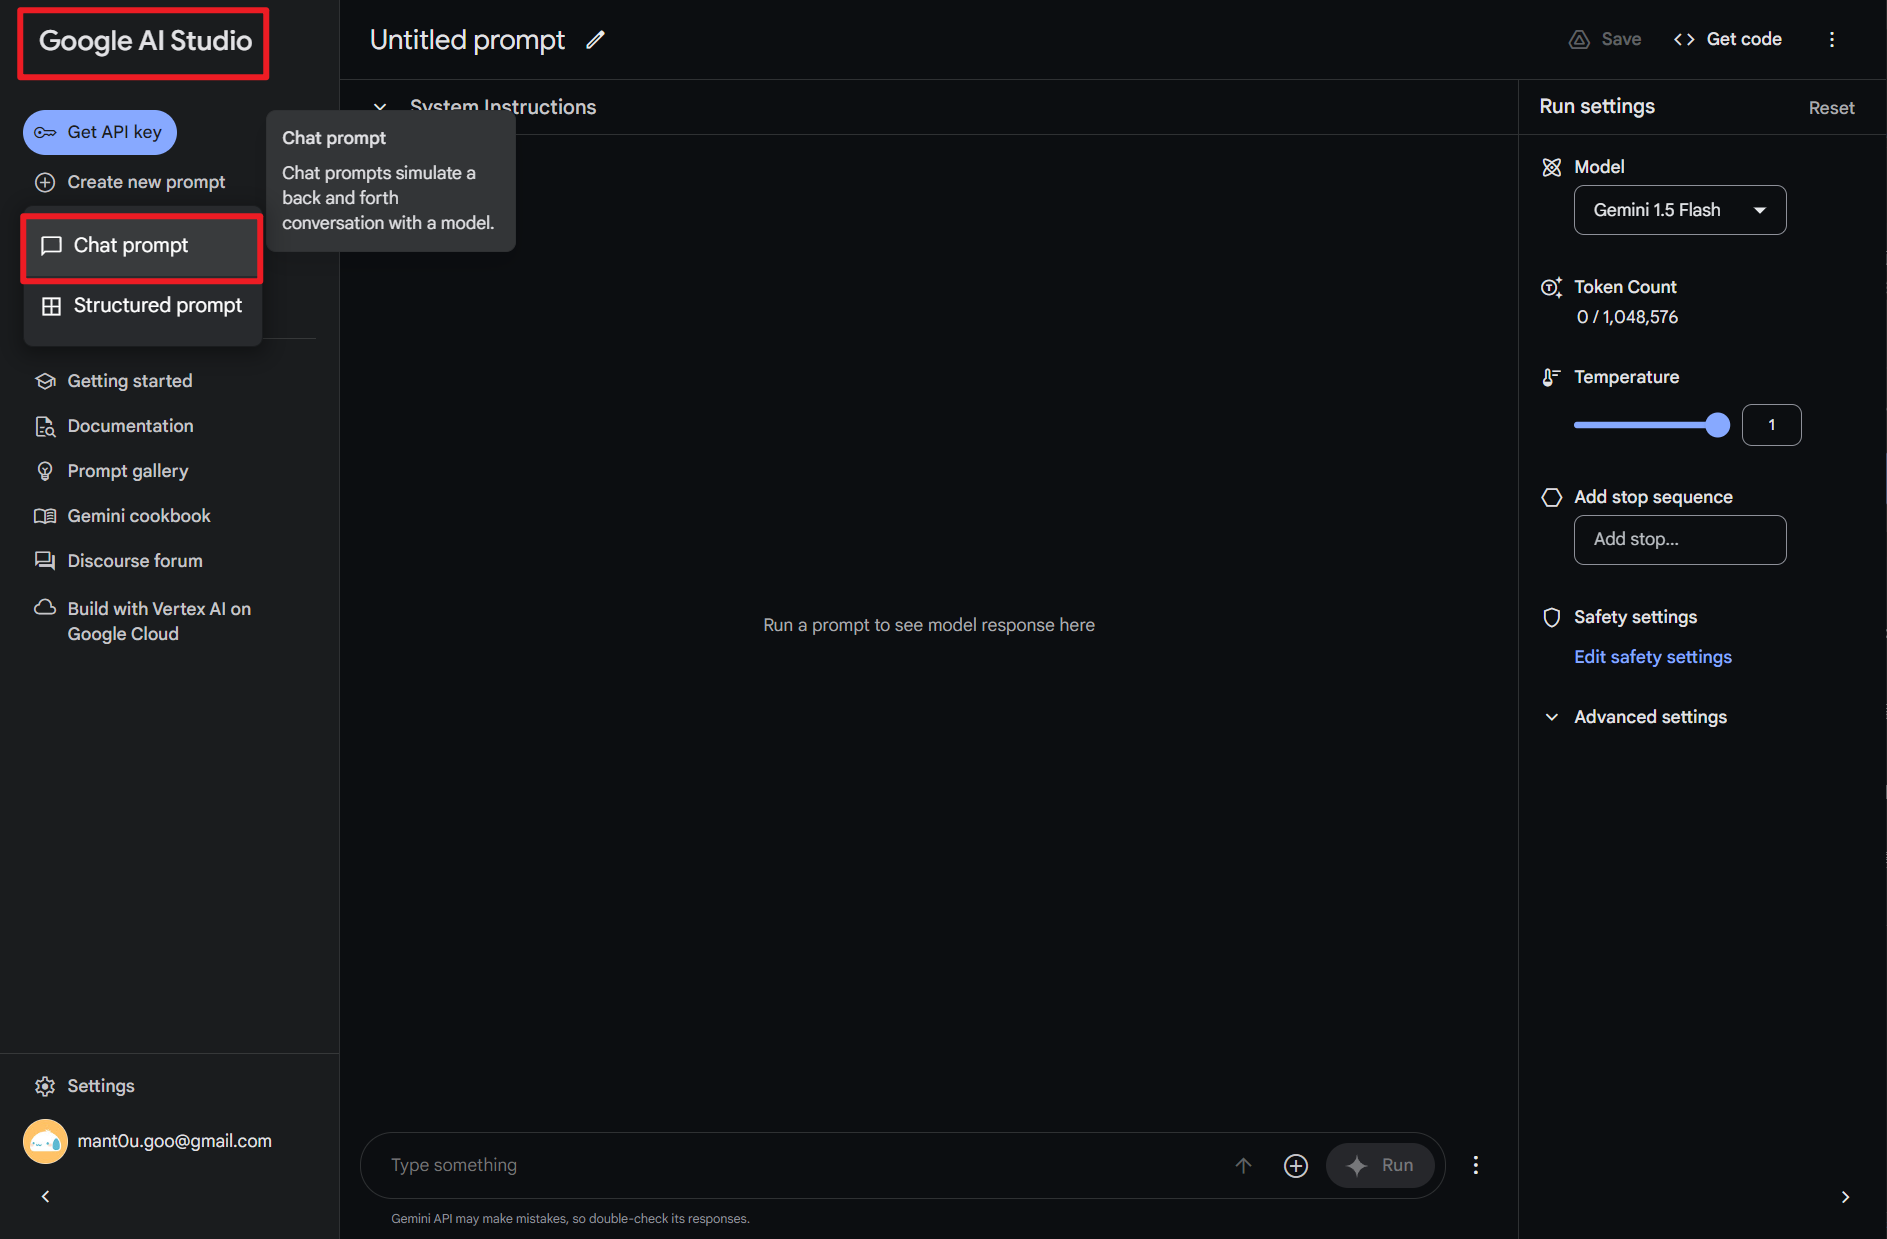 Google AI Studio
Get API key
Create new prompt
Chat prompt
Structured prompt
Getting started
Documentation
Prompt gallery
Gemini cookbook
Discourse forum
Build with Vertex AI on
Google Cloud
Settings
mant0u.goo@gmail.com
Untitled prompt
Save
Get code
System Instructions
Chat prompt
Chat prompts simulate a
back and forth
conversation with a model.
Run a prompt to see model response here
Type something
Run
Gemini API may make mistakes, so double-check its responses.
Run settings
Reset
Model
Gemini 1.5 Flash
Token Count
0 / 1,048,576
Temperature
1
Add stop sequence
Add stop...
Safety settings
Edit safety settings
Advanced settings